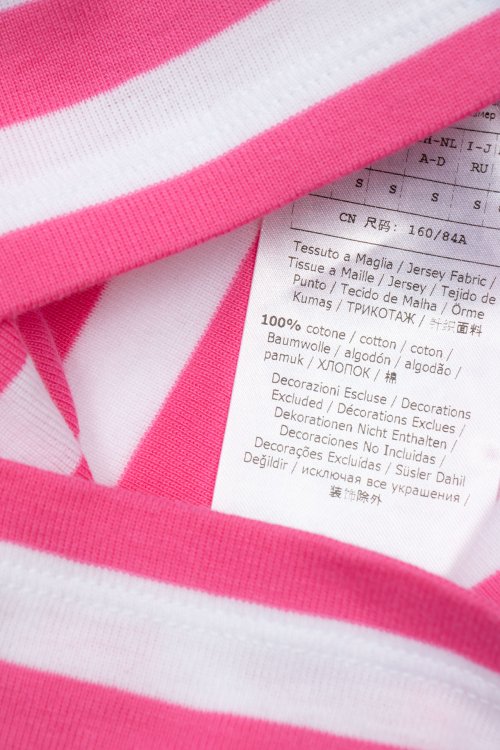 H-NL I-J
A-D RU
S S S S
CN 尺码: 160/84A
Tessuto a Maglia / Jersey Fabric /
Tissue a Maille / Jersey / Tejido de
Punto / Tecido de Malha / Örme
Kumaş / ТРИКОТАЖ / 针织面料
100% cotone / cotton / coton /
Baumwolle / algodón / algodão /
pamuk / ХЛОПОК / 棉
Decorazioni Escluse / Decorations
Excluded / Décorations Exclues /
Dekorationen Nicht Enthalten /
Decoraciones No Incluidas /
Decorações Excluídas / Süsler Dahil
Değildir / исключая все украшения /
装饰除外